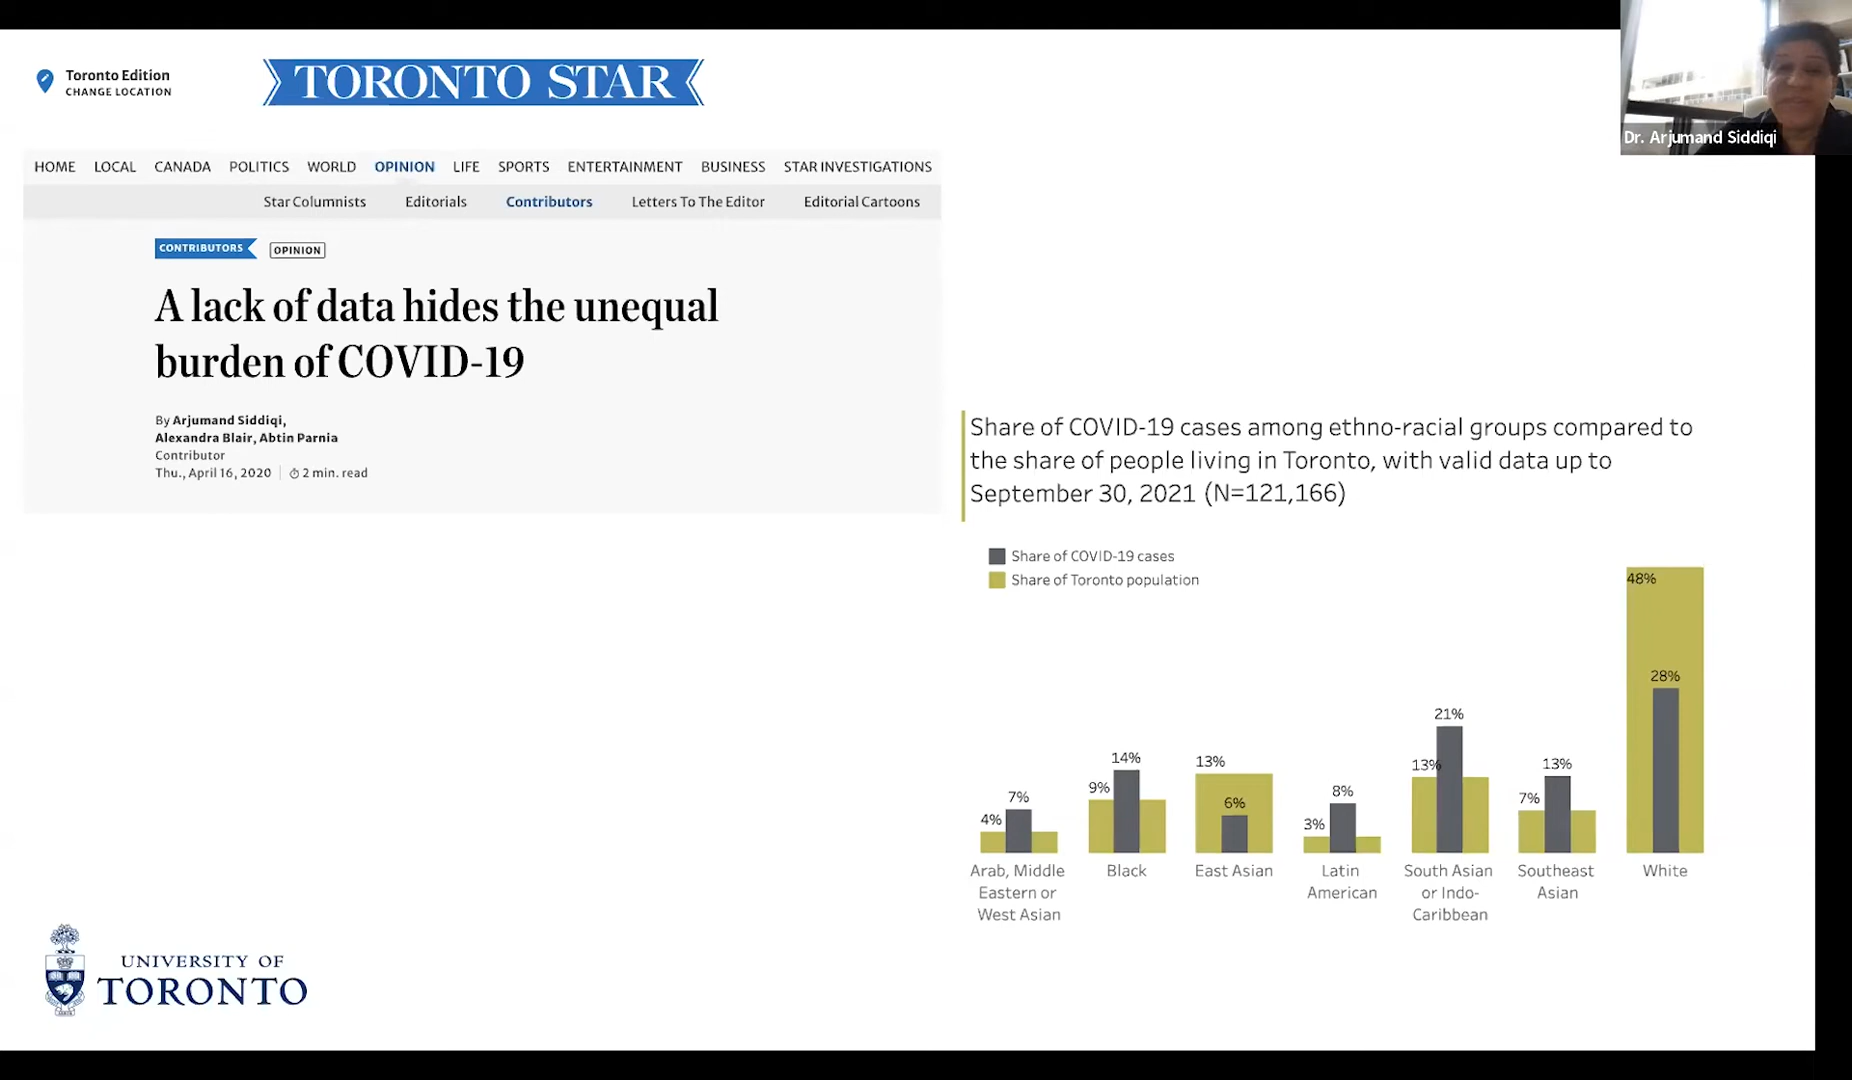 Toronto Edition
CHANGE LOCATION
TORONTO STAR
Dr. Arjumand Siddiqi
HOME LOCAL CANADA POLITICS WORLD OPINION LIFE SPORTS ENTERTAINMENT BUSINESS STAR INVESTIGATIONS
Star Columnists Editorials Contributors Letters To The Editor Editorial Cartoons
CONTRIBUTORS OPINION
A lack of data hides the unequal
burden of COVID-19
By Arjumand Siddiqi,
Alexandra Blair, Abtin Parnia
Contributor
Thu., April 16, 2020 2 min. read
Share of COVID-19 cases among ethno-racial groups compared to
the share of people living in Toronto, with valid data up to
September 30, 2021 (N=121,166)
Share of COVID-19 cases
Share of Toronto population
4% 7%
9% 14%
13% 6%
3% 8%
13% 21%
7% 13%
48% 28%
Arab, Middle
Eastern or
West Asian
Black
East Asian
Latin
American
South Asian
or Indo-
Caribbean
Southeast
Asian
White
UNIVERSITY OF
TORONTO